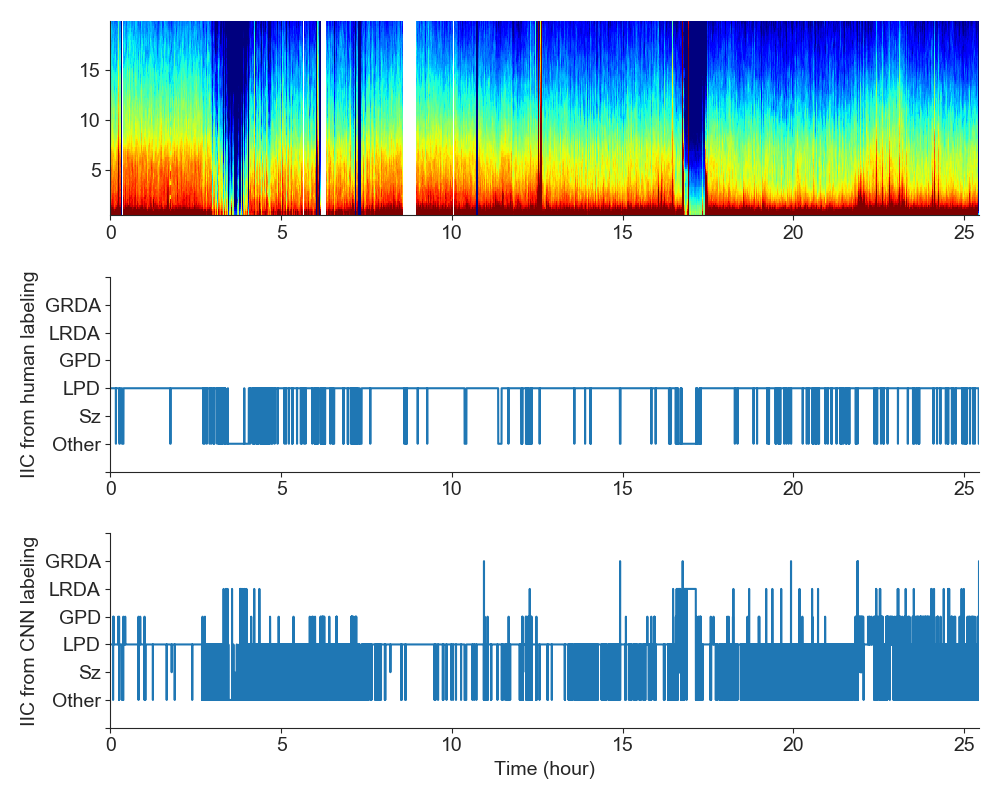 15
10
5
0 5 10 15 20 25
IIC from human labeling
GRDA
LRDA
GPD
LPD
Sz
Other
0 5 10 15 20 25
IIC from CNN labeling
GRDA
LRDA
GPD
LPD
Sz
Other
0 5 10 15 20 25
Time (hour)